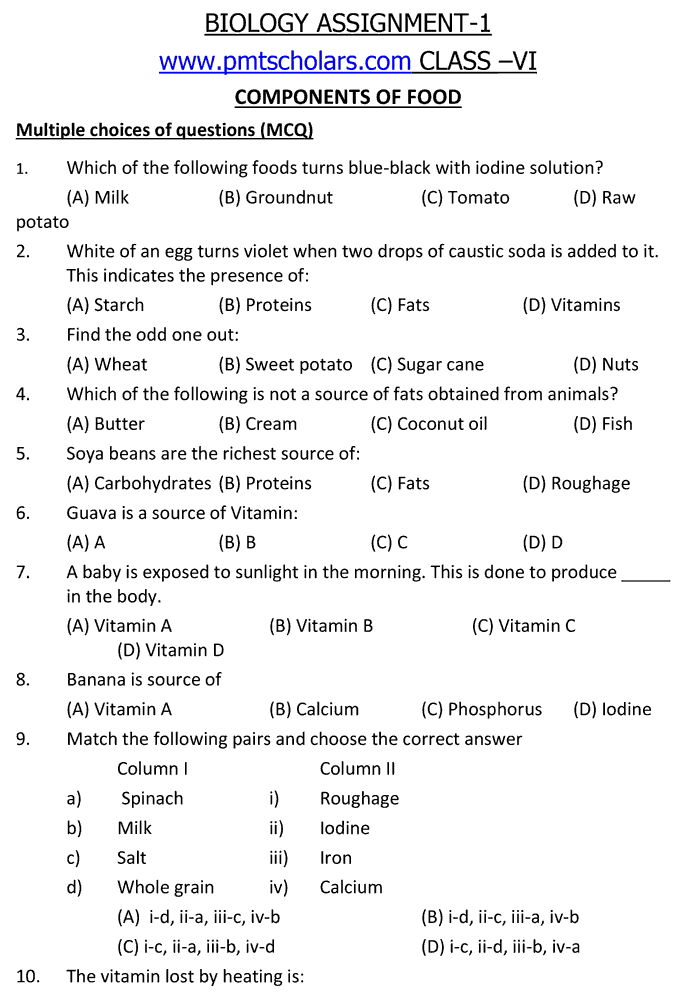 BIOLOGY ASSIGNMENT-1
www.pmtscholars.com CLASS –VI
COMPONENTS OF FOOD
Multiple choices of questions (MCQ)
1. Which of the following foods turns blue-black with iodine solution?
(A) Milk (B) Groundnut (C) Tomato (D) Raw
potato
2. White of an egg turns violet when two drops of caustic soda is added to it.
This indicates the presence of:
(A) Starch (B) Proteins (C) Fats (D) Vitamins
3. Find the odd one out:
(A) Wheat (B) Sweet potato (C) Sugar cane (D) Nuts
4. Which of the following is not a source of fats obtained from animals?
(A) Butter (B) Cream (C) Coconut oil (D) Fish
5. Soya beans are the richest source of:
(A) Carbohydrates (B) Proteins (C) Fats (D) Roughage
6. Guava is a source of Vitamin:
(A) A (B) B (C) C (D) D
7. A baby is exposed to sunlight in the morning. This is done to produce _____
in the body.
(A) Vitamin A (B) Vitamin B (C) Vitamin C
(D) Vitamin D
8. Banana is source of
(A) Vitamin A (B) Calcium (C) Phosphorus (D) Iodine
9. Match the following pairs and choose the correct answer
Column I Column II
a) Spinach i) Roughage
b) Milk ii) Iodine
c) Salt iii) Iron
d) Whole grain iv) Calcium
(A) i-d, ii-a, iii-c, iv-b (B) i-d, ii-c, iii-a, iv-b
(C) i-c, ii-a, iii-b, iv-d (D) i-c, ii-d, iii-b, iv-a
10. The vitamin lost by heating is: